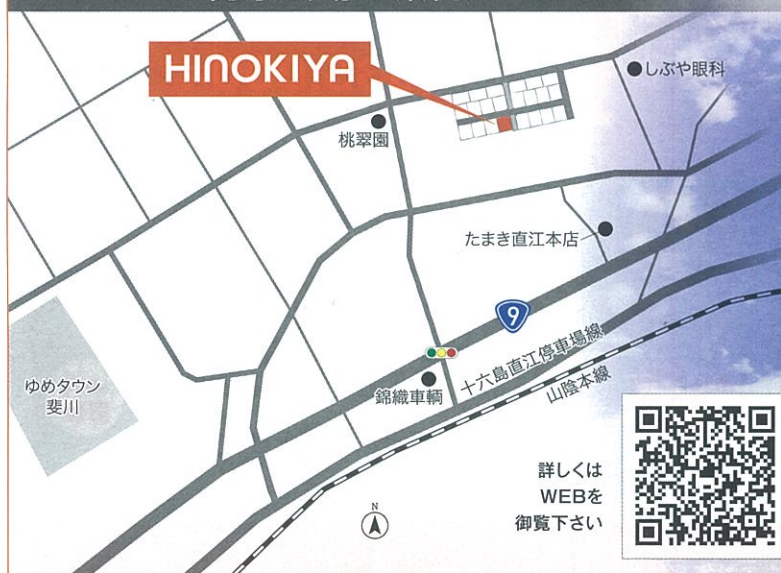 HINOKIYA
しぶや眼科
桃翠園
たまき直江本店
9
十六島直江停車場線
山陰本線
錦織車輌
ゆめタウン
斐川
N
詳しくは
WEBを
御覧下さい